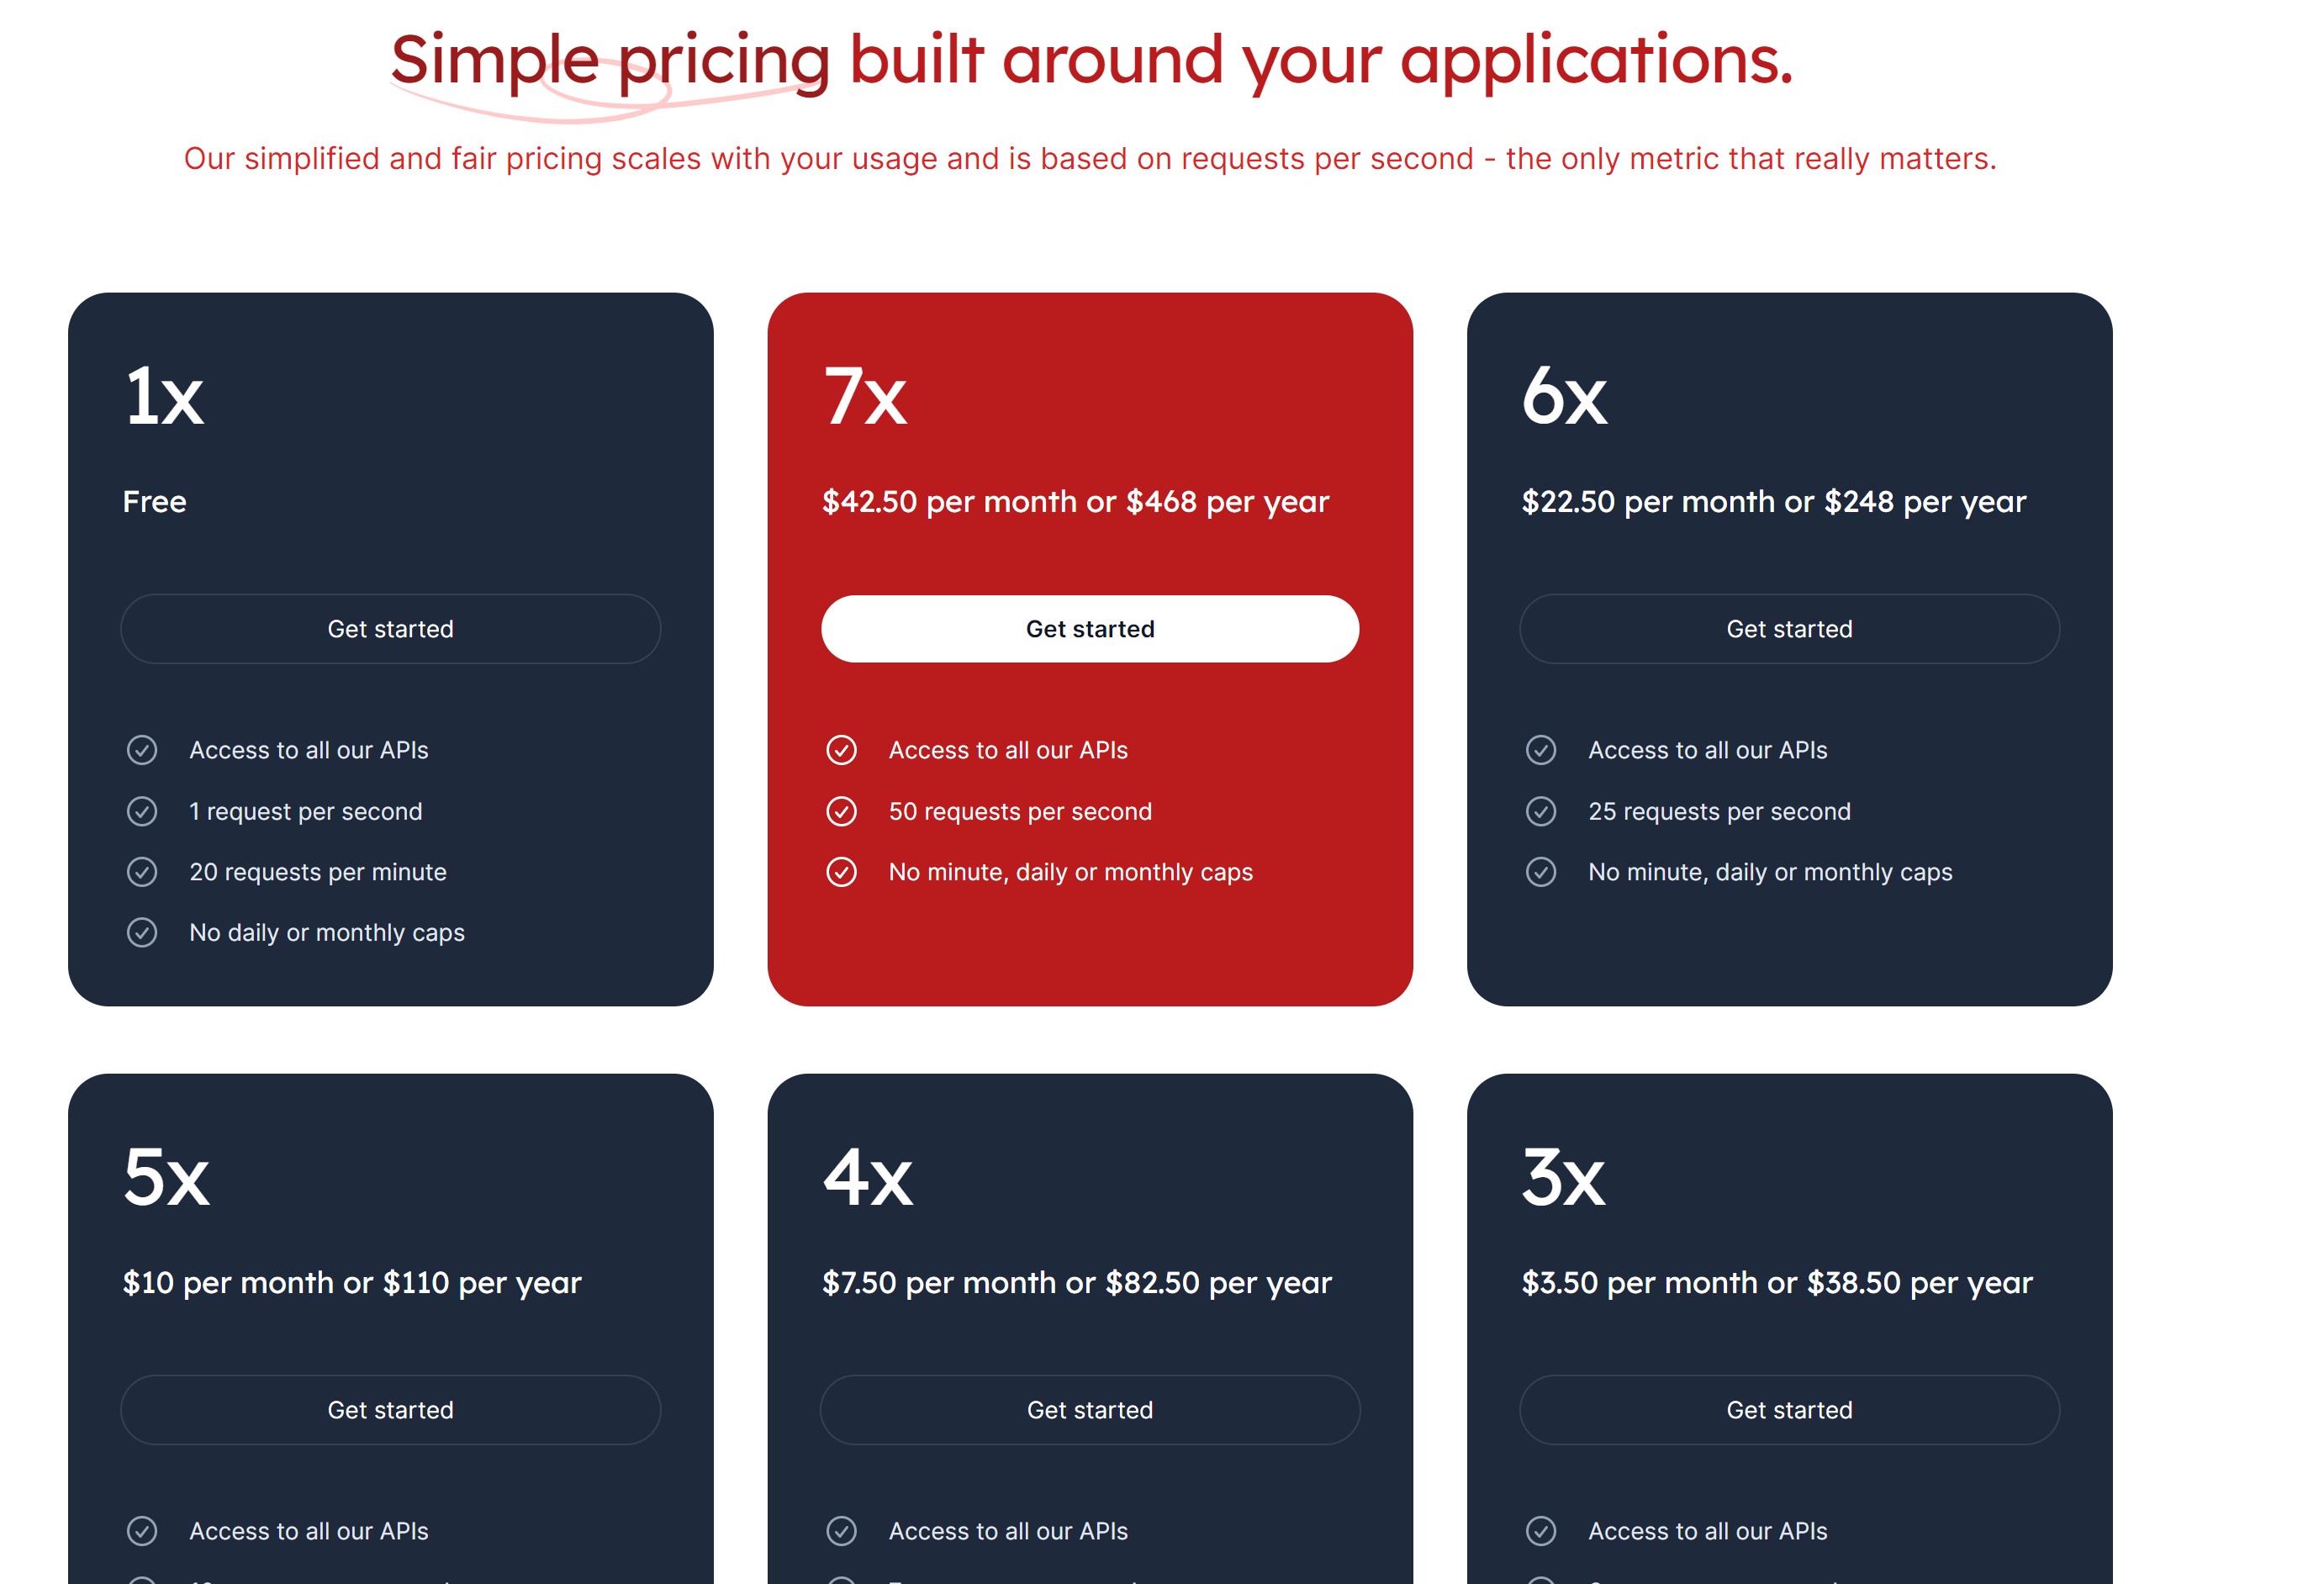 Simple pricing built around your applications.
Our simplified and fair pricing scales with your usage and is based on requests per second - the only metric that really matters.
1x
Free
Get started
Access to all our APIs
1 request per second
20 requests per minute
No daily or monthly caps
7x
$42.50 per month or $468 per year
Get started
Access to all our APIs
50 requests per second
No minute, daily or monthly caps
6x
$22.50 per month or $248 per year
Get started
Access to all our APIs
25 requests per second
No minute, daily or monthly caps
5x
$10 per month or $110 per year
Get started
Access to all our APIs
4x
$7.50 per month or $82.50 per year
Get started
Access to all our APIs
3x
$3.50 per month or $38.50 per year
Get started
Access to all our APIs